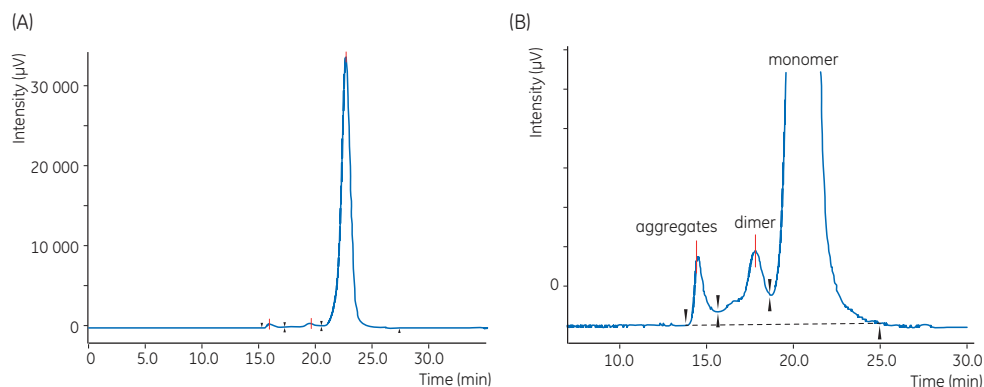 (A)
Intensity (µV)
30 000
20 000
10 000
0
0
5.0
10.0
15.0
20.0
25.0
30.0
Time (min)
(B)
Intensity (µV)
monomer
dimer
aggregates
0
10.0
15.0
20.0
25.0
30.0
Time (min)